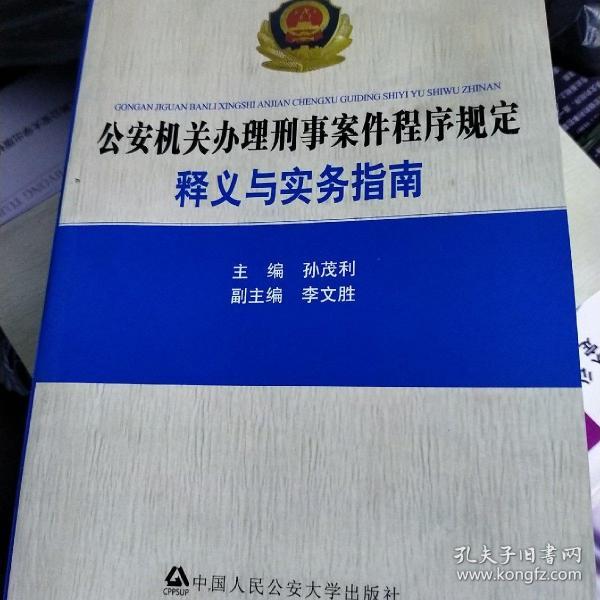 GONGAN JIGUAN BANLI XINGSHI ANJIAN CHENGXU GUIDING SHIYI YU SHIWU ZHINAN
公安机关办理刑事案件程序规定
释义与实务指南
主 编 孙茂利
副主编 李文胜
CPPSUP
中国人民公安大学出版社
孔夫子旧书网
www.kongfz.com